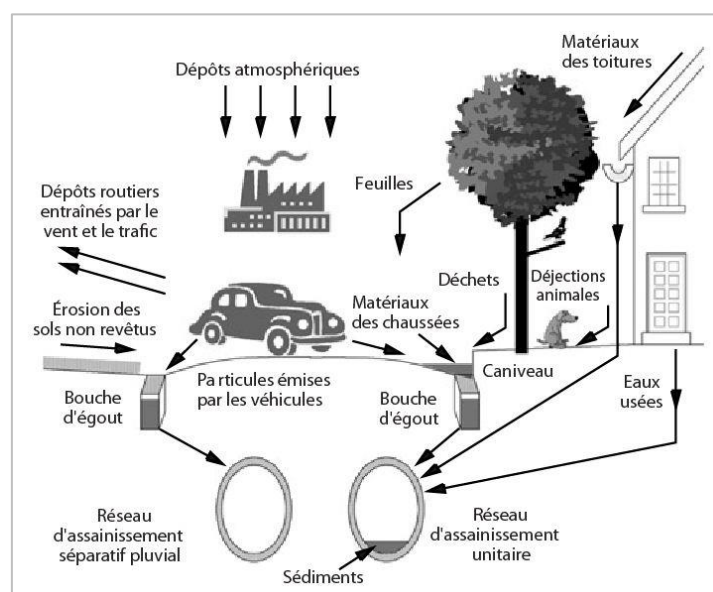 Matériaux
des toitures
Dépôts atmosphériques
Feuilles
Dépôts routiers
entraînés par le
vent et le trafic
Déchets
Déjections
animales
Matériaux
des chaussées
Érosion des
sols non revêtus
Caniveau
Pa rticules émises
par les véhicules
Bouche
d'égout
Bouche
d'égout
Eaux
usées
Réseau
d'assainissement
séparatif pluvial
Réseau
d'assainissement
unitaire
Sédiments